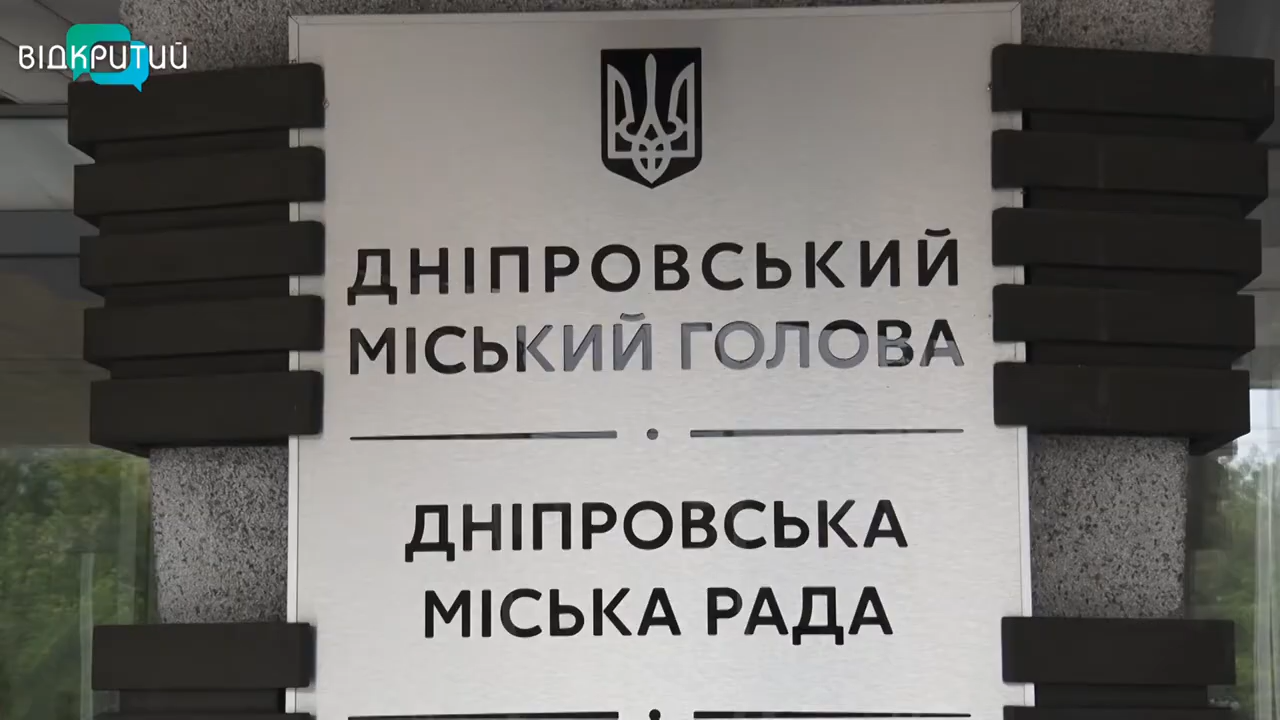 ВІДКРИТИЙ
ДНІПРОВСЬКИЙ
МІСЬКИЙ ГОЛОВА
ДНІПРОВСЬКА
МІСЬКА РАДА